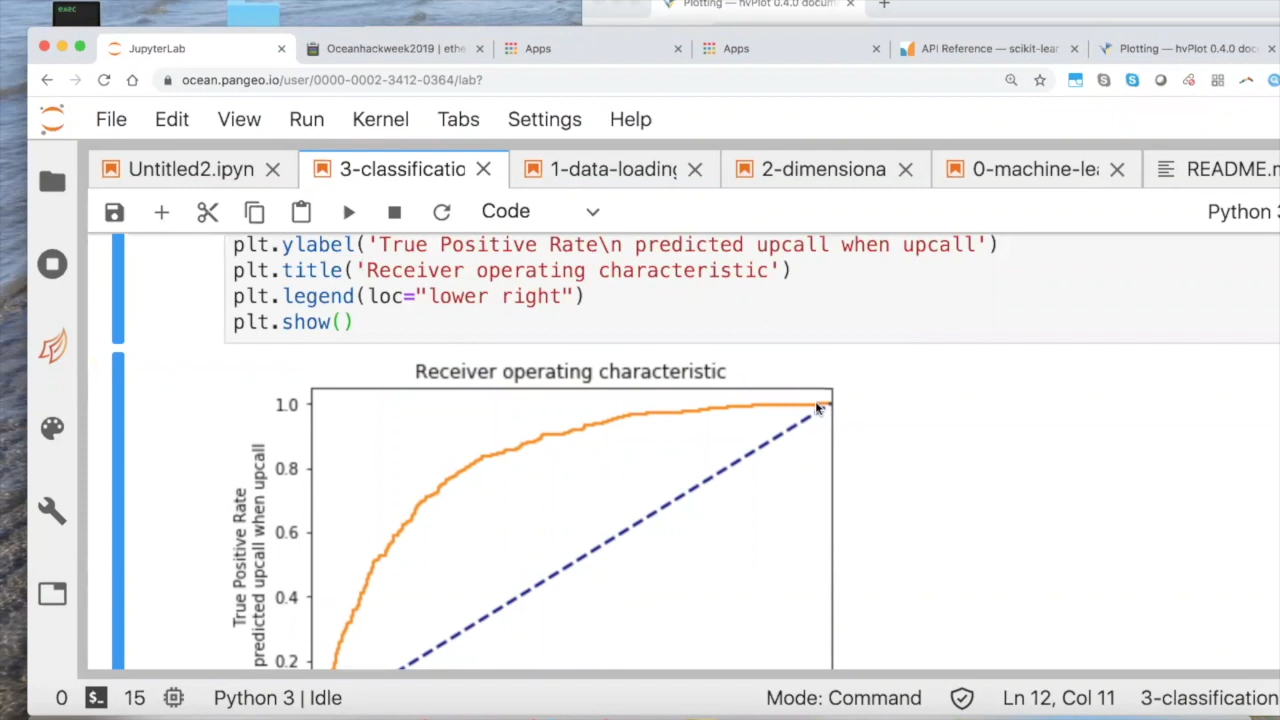 exec
Plotting — hvPlot 0.4.0 docum
JupyterLab
Oceanhackweek2019 | ethe
Apps
Apps
API Reference — scikit-lear
Plotting — hvPlot 0.4.0 doc
ocean.pangeo.io/user/0000-0002-3412-0364/lab?
File Edit View Run Kernel Tabs Settings Help
Untitled2.ipyn
3-classificatio
1-data-loading
2-dimensiona
0-machine-le
README.m
Code
Python 3
plt.ylabel('True Positive Rate\n predicted upcall when upcall')
plt.title('Receiver operating characteristic')
plt.legend(loc="lower right")
plt.show()
Receiver operating characteristic
1.0
0.8
0.6
0.4
0.2
True Positive Rate
predicted upcall when upcall
0 $_ 15 Python 3 | Idle Mode: Command Ln 12, Col 11 3-classification